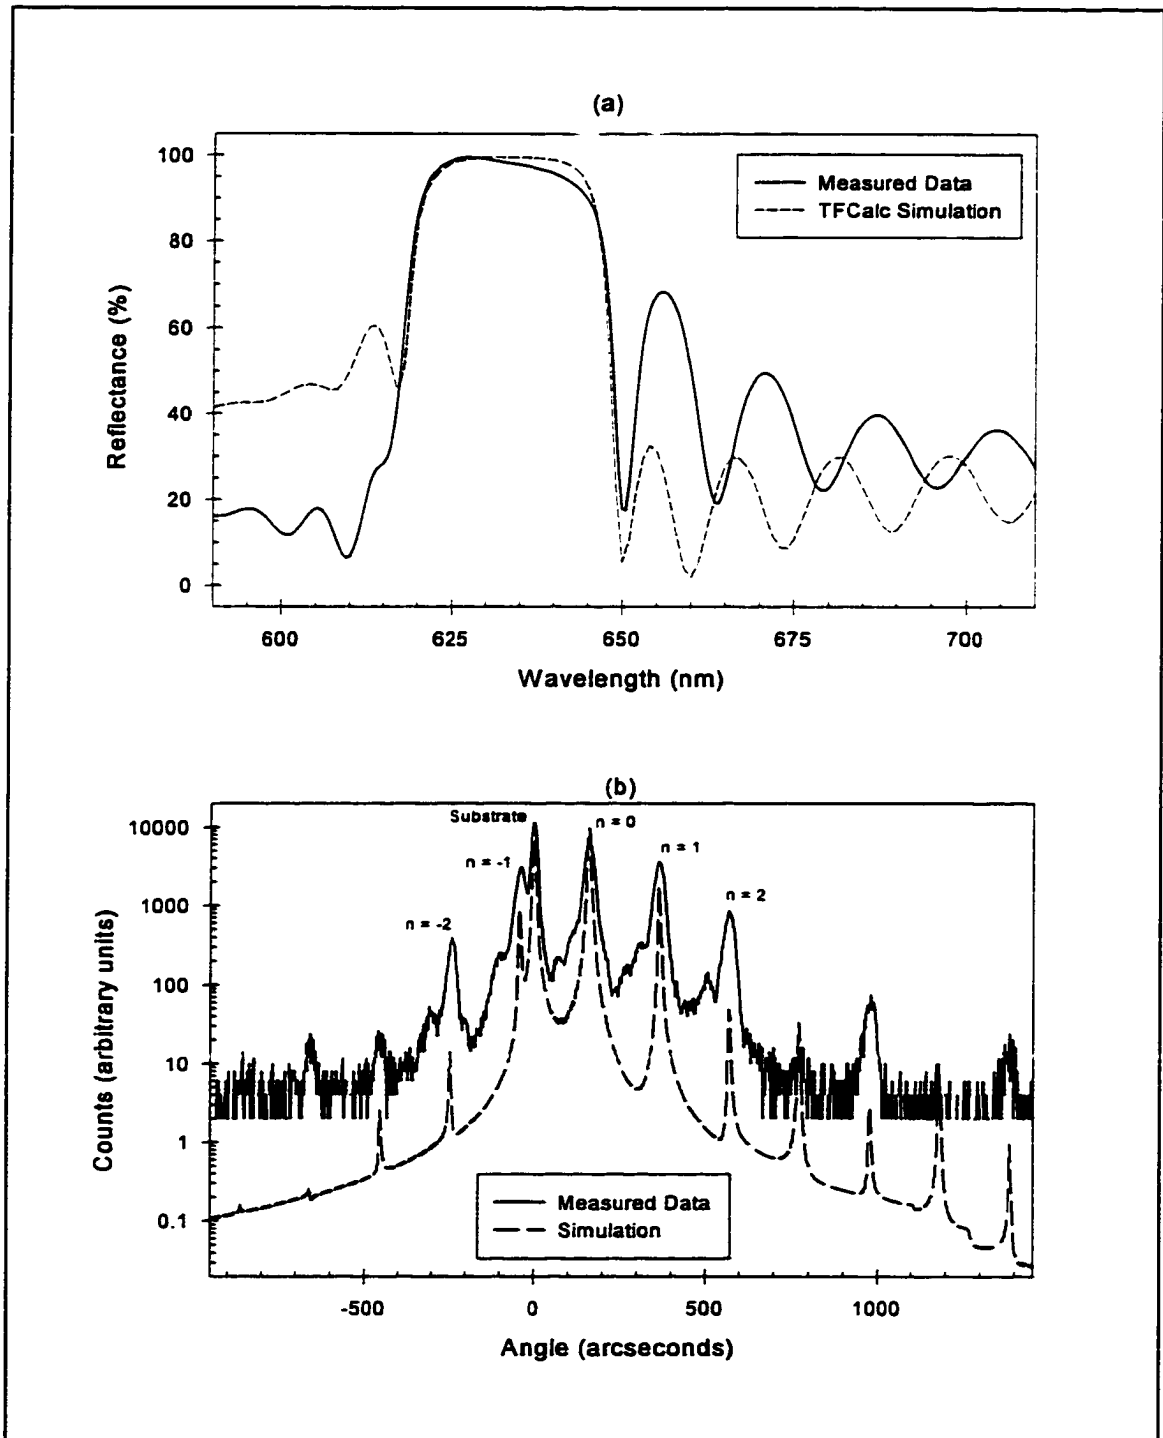 (a)
100
80
60
40
20
0
Reflectance (%)
Measured Data
TFCalc Simulation
600
625
650
675
700
Wavelength (nm)
(b)
10000
1000
100
10
1
0.1
Counts (arbitrary units)
Substrate
n = 0
n = -1
n = 1
n = -2
n = 2
Measured Data
Simulation
-500
0
500
1000
Angle (arcseconds)